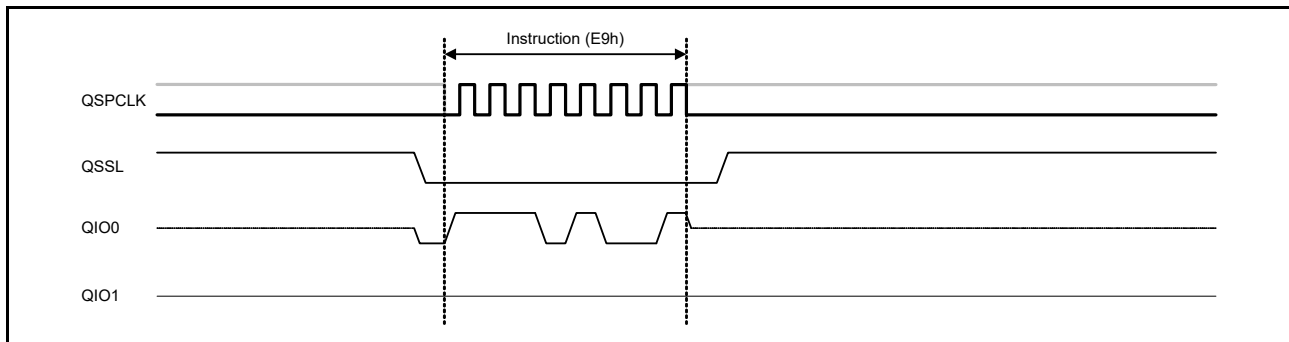 Instruction (E9h)
QSPCLK
QSSL
QIO0
QIO1